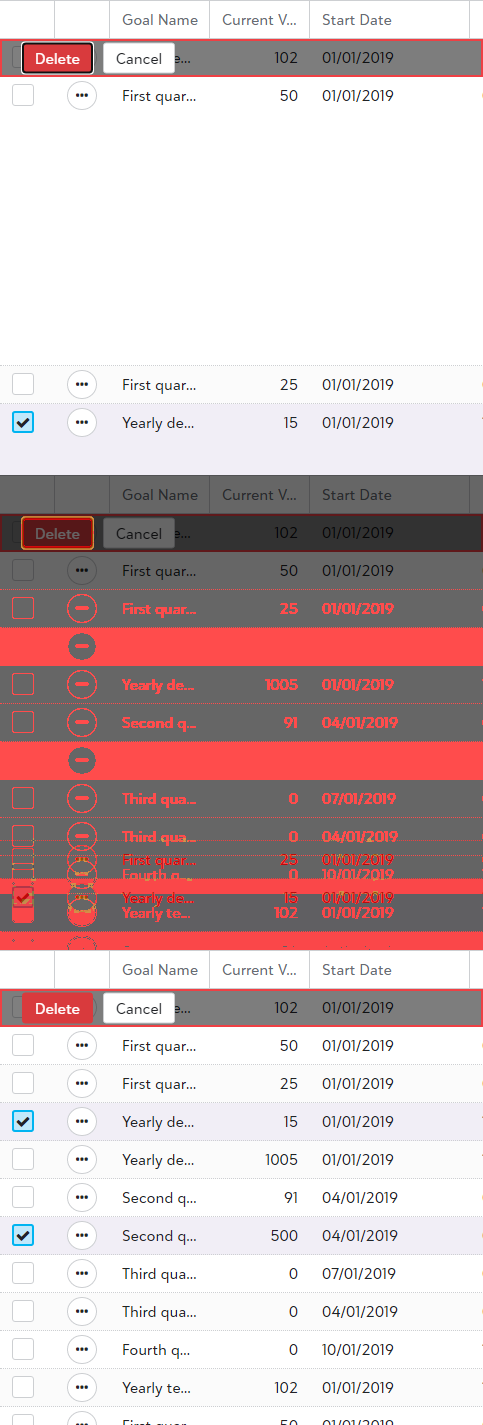 Goal Name Current V... Start Date
Delete Cancel e... 102 01/01/2019
First quar... 50 01/01/2019
First quar... 25 01/01/2019
Yearly de... 15 01/01/2019
Goal Name Current V... Start Date
Delete Cancel e... 102 01/01/2019
First quar... 50 01/01/2019
First quar... 25 01/01/2019
Yearly de... 1005 01/01/2019
Second q... 91 04/01/2019
Third qua... 0 07/01/2019
Third qua... 0 04/01/2019
First quar... 25 01/01/2019
Fourth q... 0 10/01/2019
Yearly de... 15 01/01/2019
Yearly te... 102 01/01/2019
Goal Name Current V... Start Date
Delete Cancel e... 102 01/01/2019
First quar... 50 01/01/2019
First quar... 25 01/01/2019
Yearly de... 15 01/01/2019
Yearly de... 1005 01/01/2019
Second q... 91 04/01/2019
Second q... 500 04/01/2019
Third qua... 0 07/01/2019
Third qua... 0 04/01/2019
Fourth q... 0 10/01/2019
Yearly te... 102 01/01/2019
First quar... 50 01/01/2019